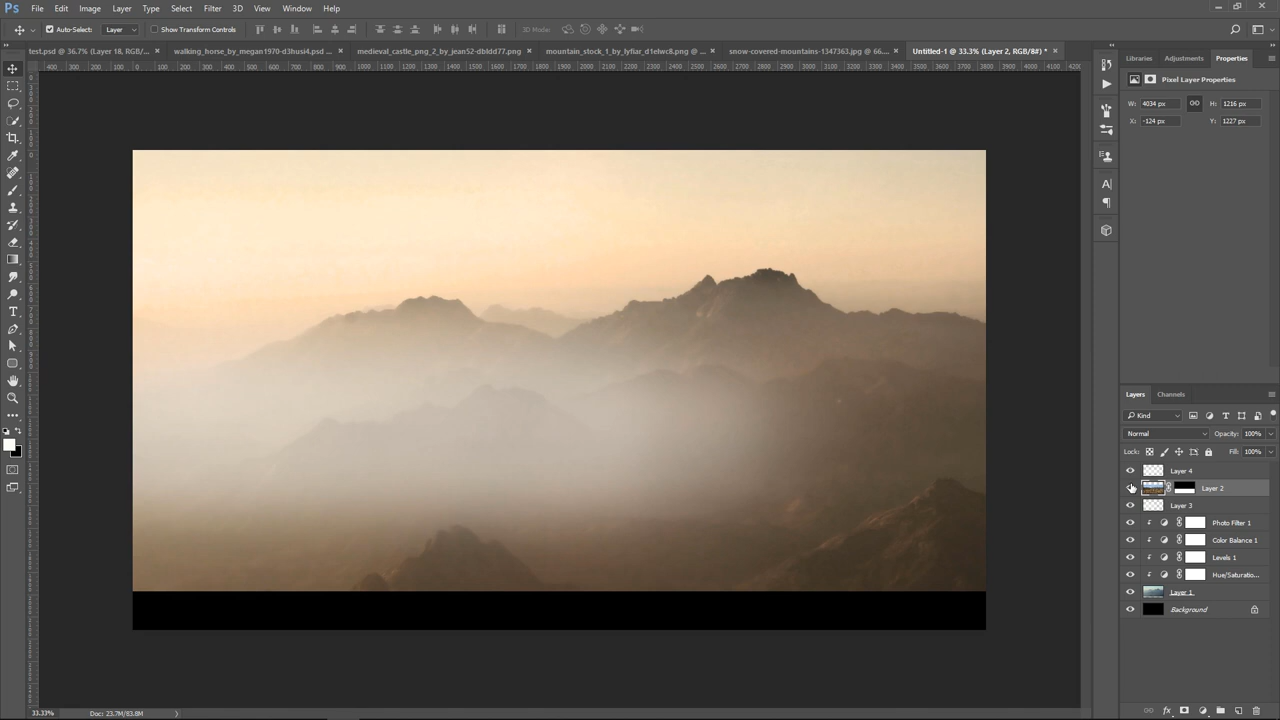 Ps File Edit Image Layer Type Select Filter 3D View Window Help
Auto-Select: Layer Show Transform Controls 3D Mode:
test.psd @ 36.7% (Layer 18, RGB/8) × walking_horse_by_megan1970-d3husi4.psd ... × medieval_castle_png_2_by_jean52-dbldd77.png × mountain_stock_1_by_lyfiar_d1elwc8.png @ ... × snow-covered-mountains-1347363.jpg @ 66.... × Untitled-1 @ 33.3% (Layer 2, RGB/8#) * ×
Libraries Adjustments Properties
Pixel Layer Properties
W: 4034 px H: 1216 px
X: -124 px Y: 1227 px
Layers Channels
Kind
Normal Opacity: 100%
Lock: Fill: 100%
Layer 4
Layer 2
Layer 3
Photo Filter 1
Color Balance 1
Levels 1
Hue/Saturatio...
Layer 1
Background
33.33% Doc: 23.7M/83.8M